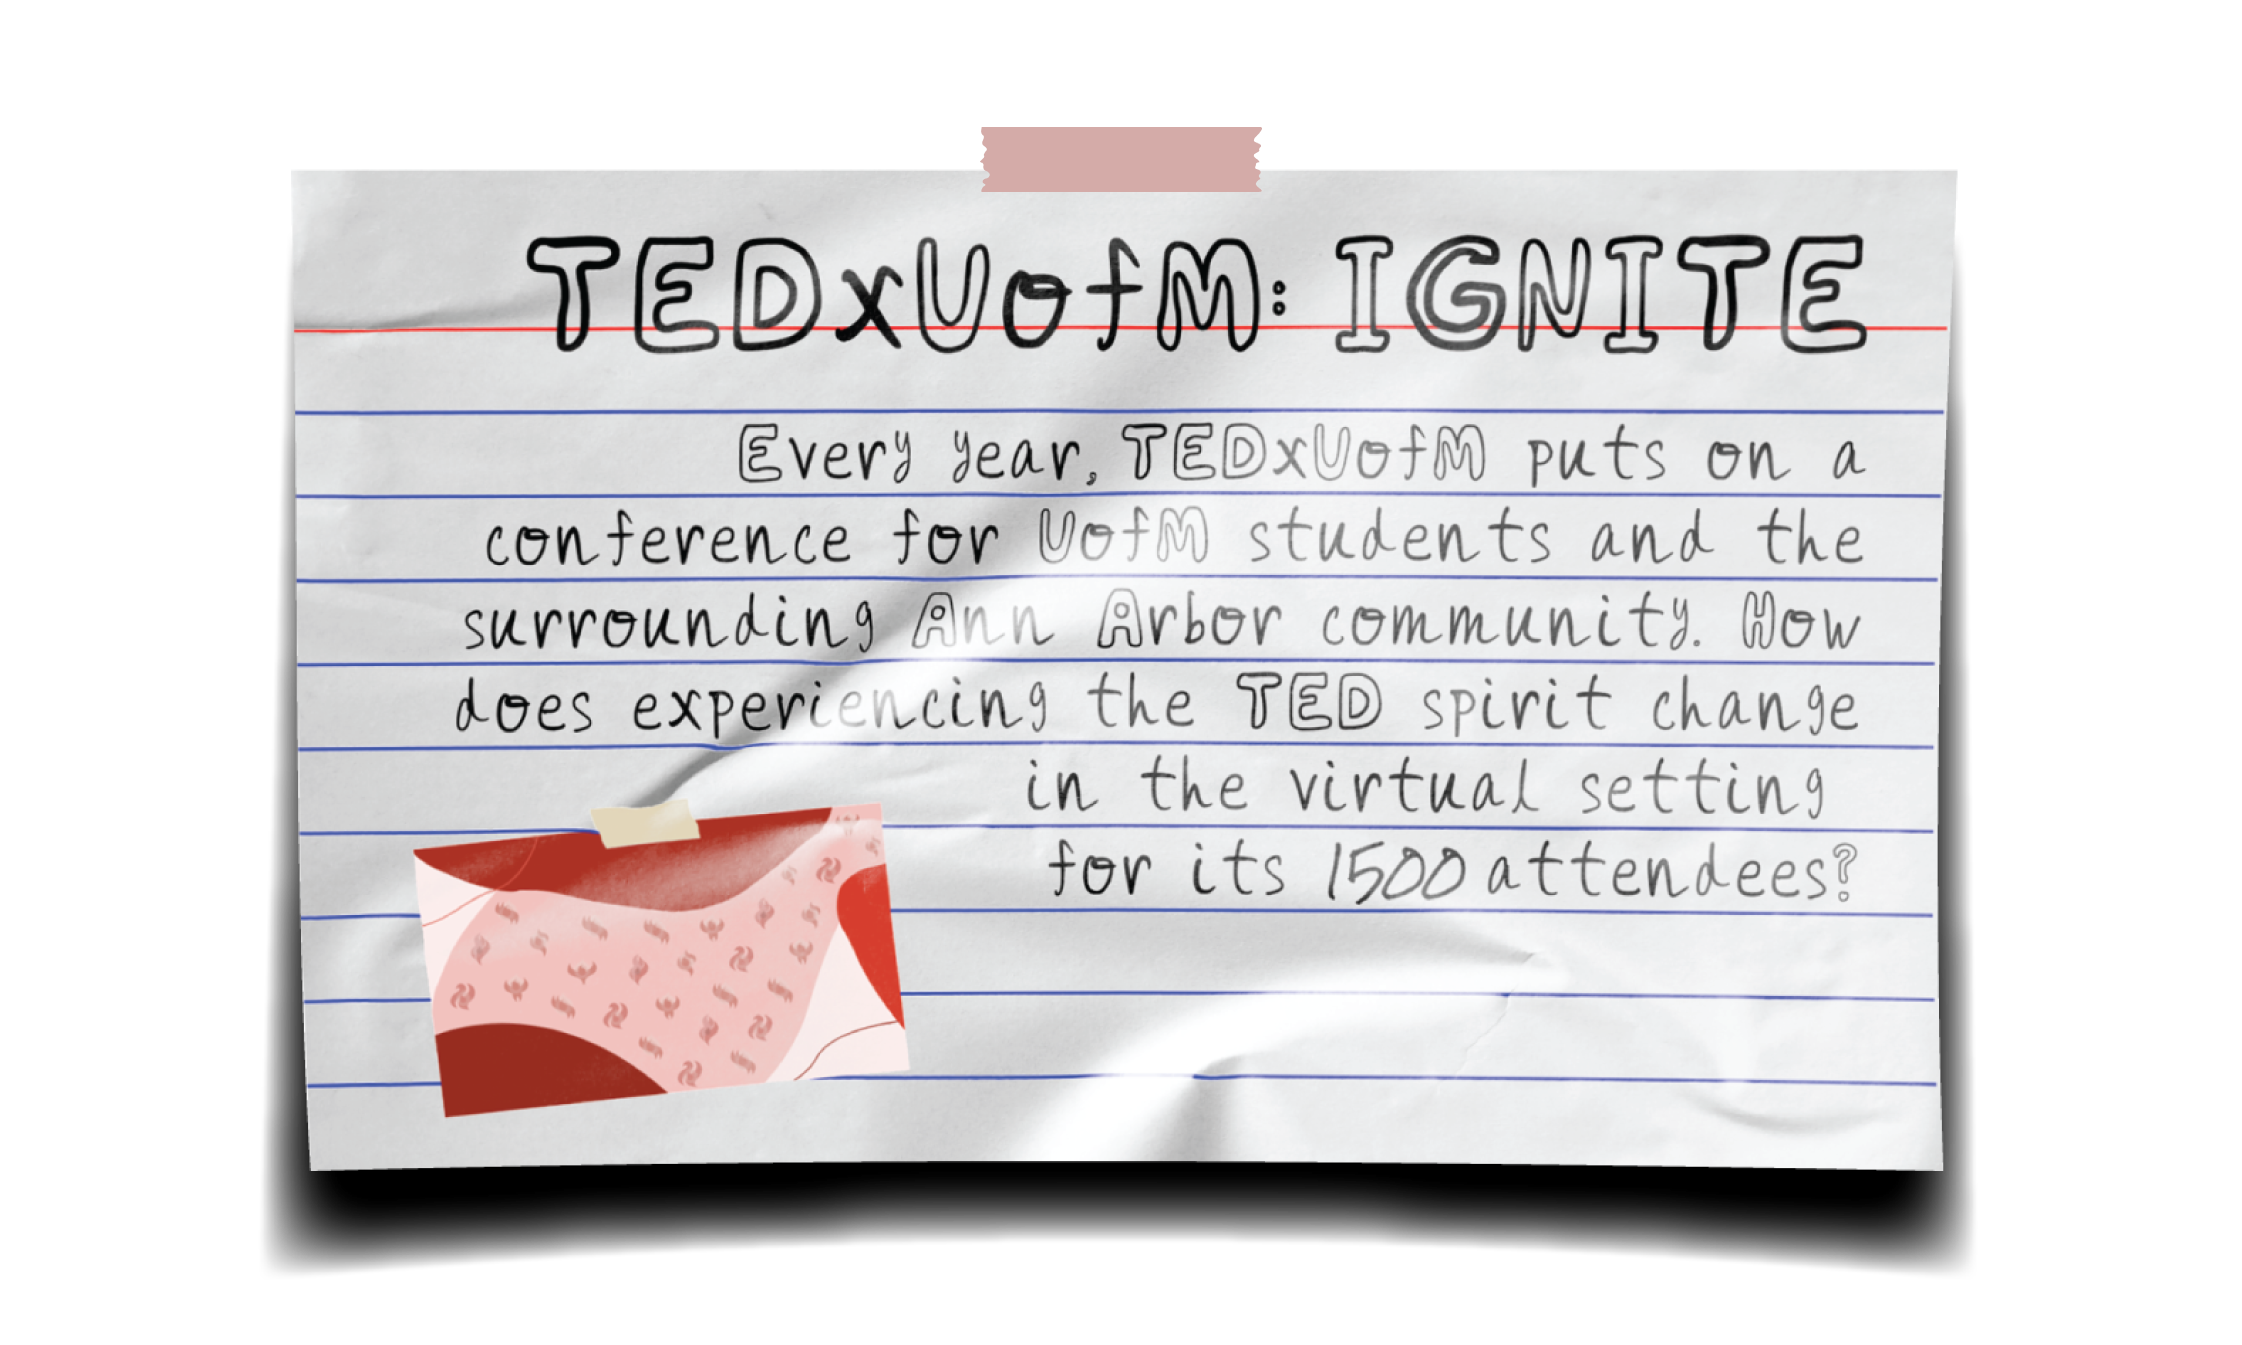 TEDxUofM: IGNITE
Every year, TEDxUofM puts on a
conference for UofM students and the
surrounding Ann Arbor community. How
does experiencing the TED spirit change
in the virtual setting
for its 1500 attendees?